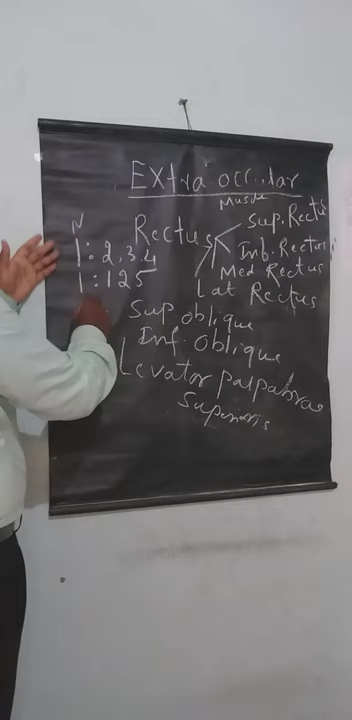 Extra occular
Muscle
N
1:2,3,4
1:125
Rectus
Sup. Rectus
Inb. Rectus
Med Rectus
Lat Rectus
Sup oblique
Inf. Oblique
Levator palpabrae
Superioris